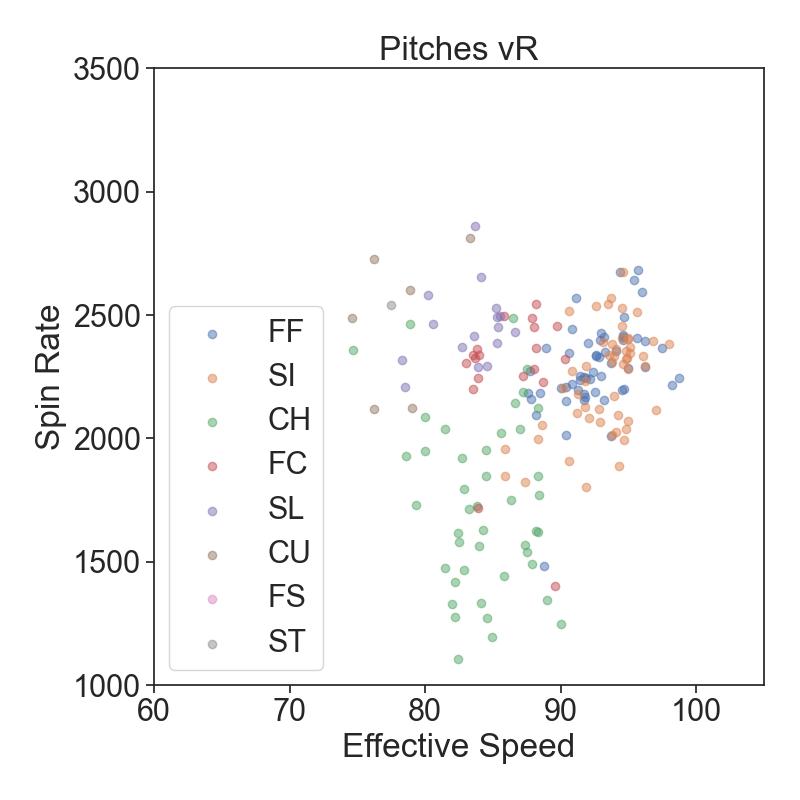 Pitches vR
3500
3000
2500
2000
1500
1000
Spin Rate
FF
SI
CH
FC
SL
CU
FS
ST
60 70 80 90 100
Effective Speed